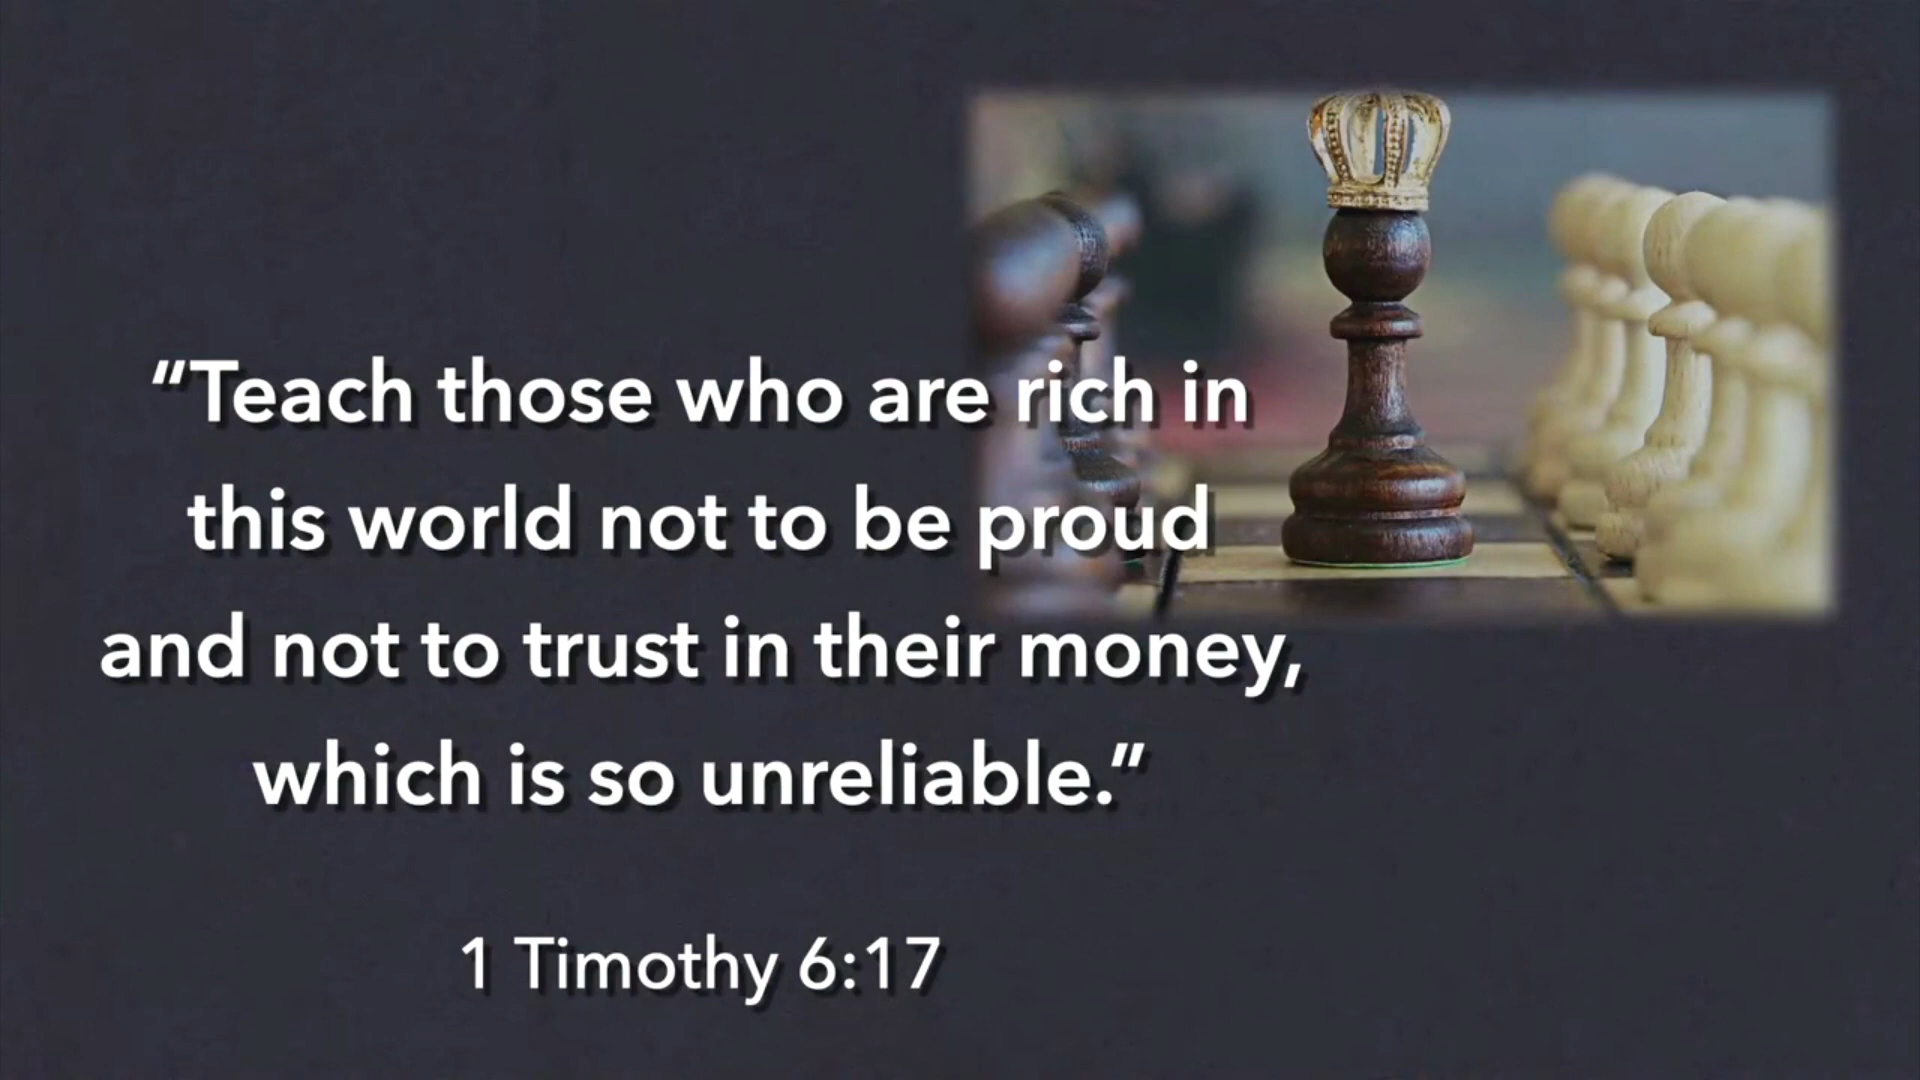 “Teach those who are rich in
this world not to be proud
and not to trust in their money,
which is so unreliable.”
1 Timothy 6:17